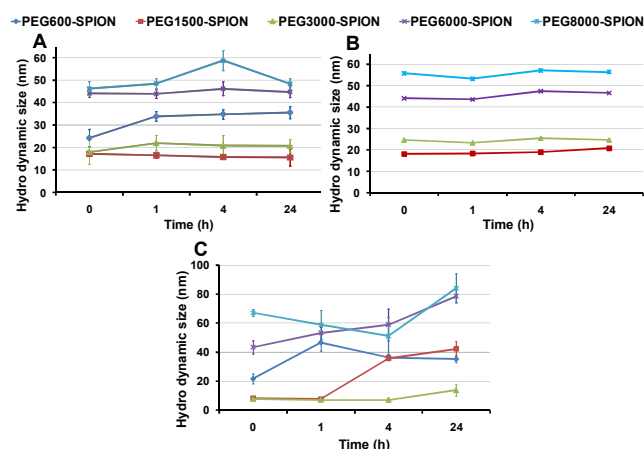 PEG600-SPION PEG1500-SPION PEG3000-SPION PEG6000-SPION PEG8000-SPION
A
Hydro dynamic size (nm)
60
50
40
30
20
10
0
0 1 4 24
Time (h)
B
Hydro dynamic size (nm)
60
50
40
30
20
10
0
0 1 4 24
Time (h)
C
Hydro dynamic size (nm)
100
80
60
40
20
0
0 1 4 24
Time (h)